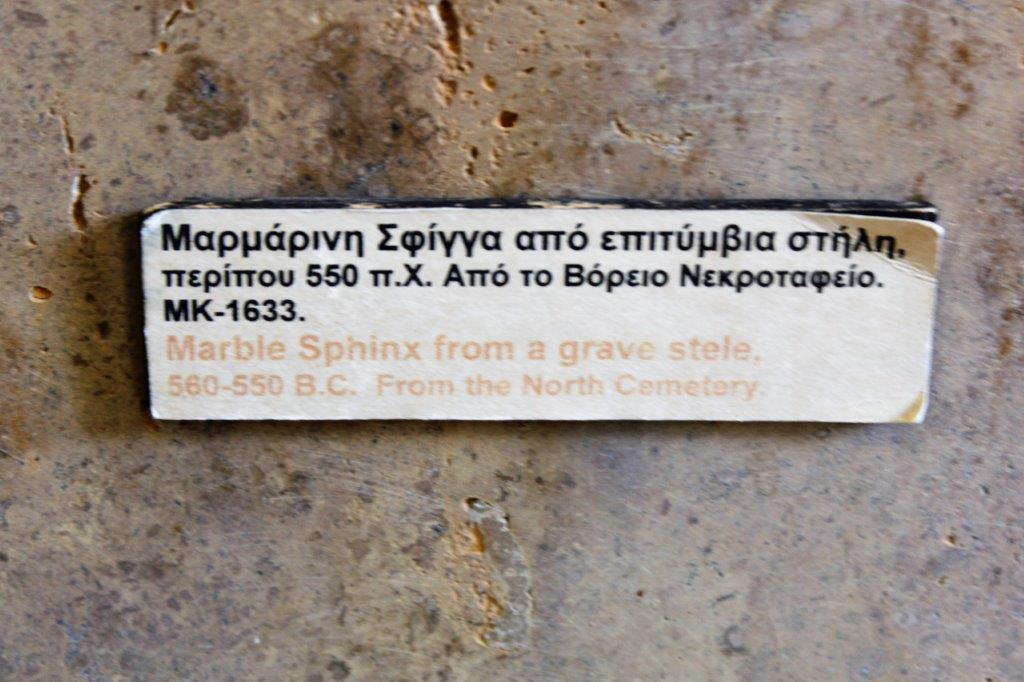 Μαρμάρινη Σφίγγα από επιτύμβια στήλη,
περίπου 550 π.Χ. Από το Βόρειο Νεκροταφείο.
ΜΚ-1633.
Marble Sphinx from a grave stele,
560-550 B.C. From the North Cemetery.